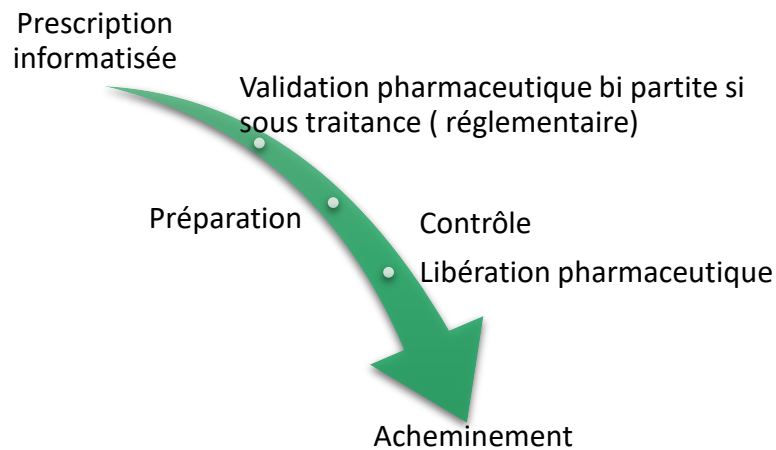 Prescription
informatisée
Validation pharmaceutique bi partite si
sous traitance ( réglementaire)
Préparation
Contrôle
Libération pharmaceutique
Acheminement